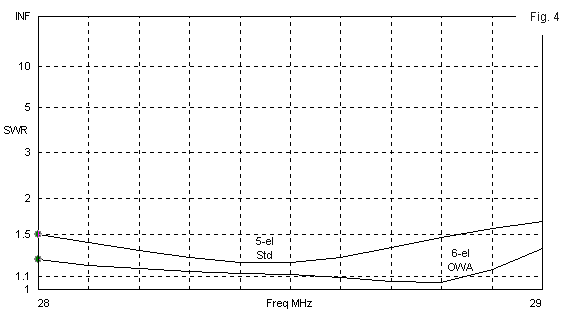 INF
Fig. 4
10
5
SWR
3
2
1.5
5-el
Std
6-el
OWA
1.1
1
28
Freq MHz
29